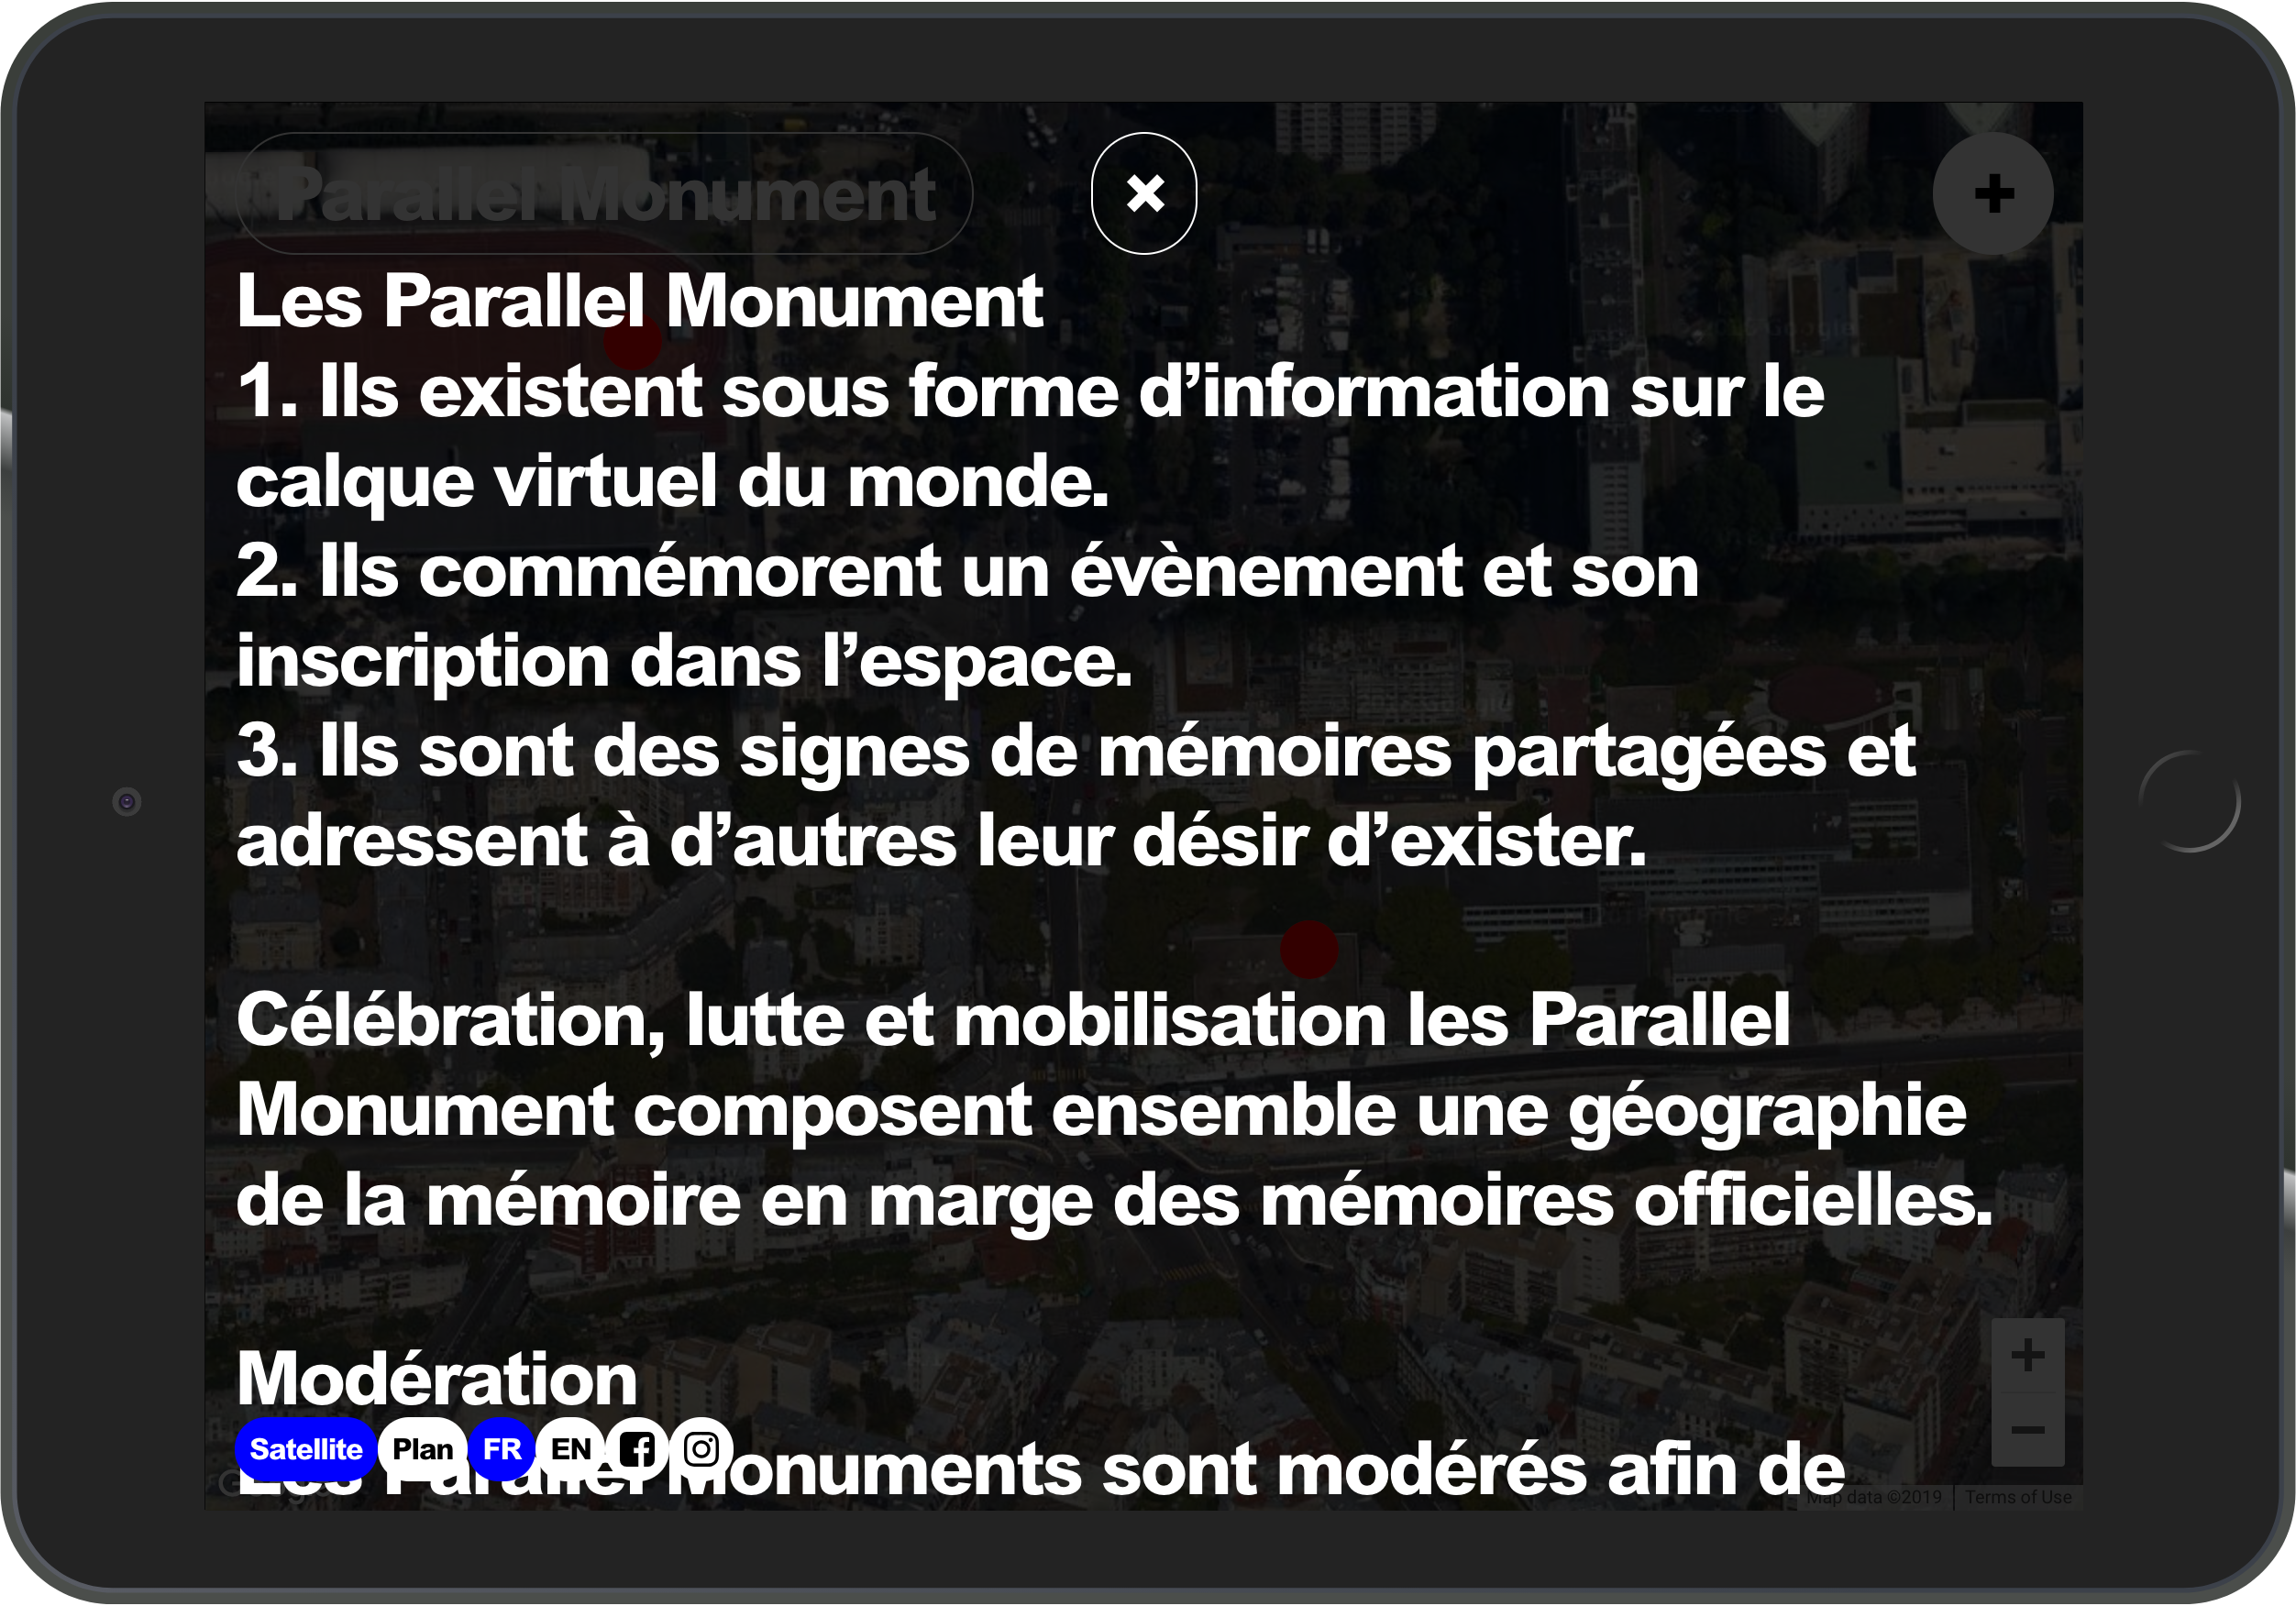 Parallel Monument
Les Parallel Monument
1. Ils existent sous forme d’information sur le
calque virtuel du monde.
2. Ils commémorent un évènement et son
inscription dans l’espace.
3. Ils sont des signes de mémoires partagées et
adressent à d’autres leur désir d’exister.
Célébration, lutte et mobilisation les Parallel
Monument composent ensemble une géographie
de la mémoire en marge des mémoires officielles.
Modération
Satellite Plan FR EN
Les Parallel Monuments sont modérés afin de
Map data ©2019 Terms of Use